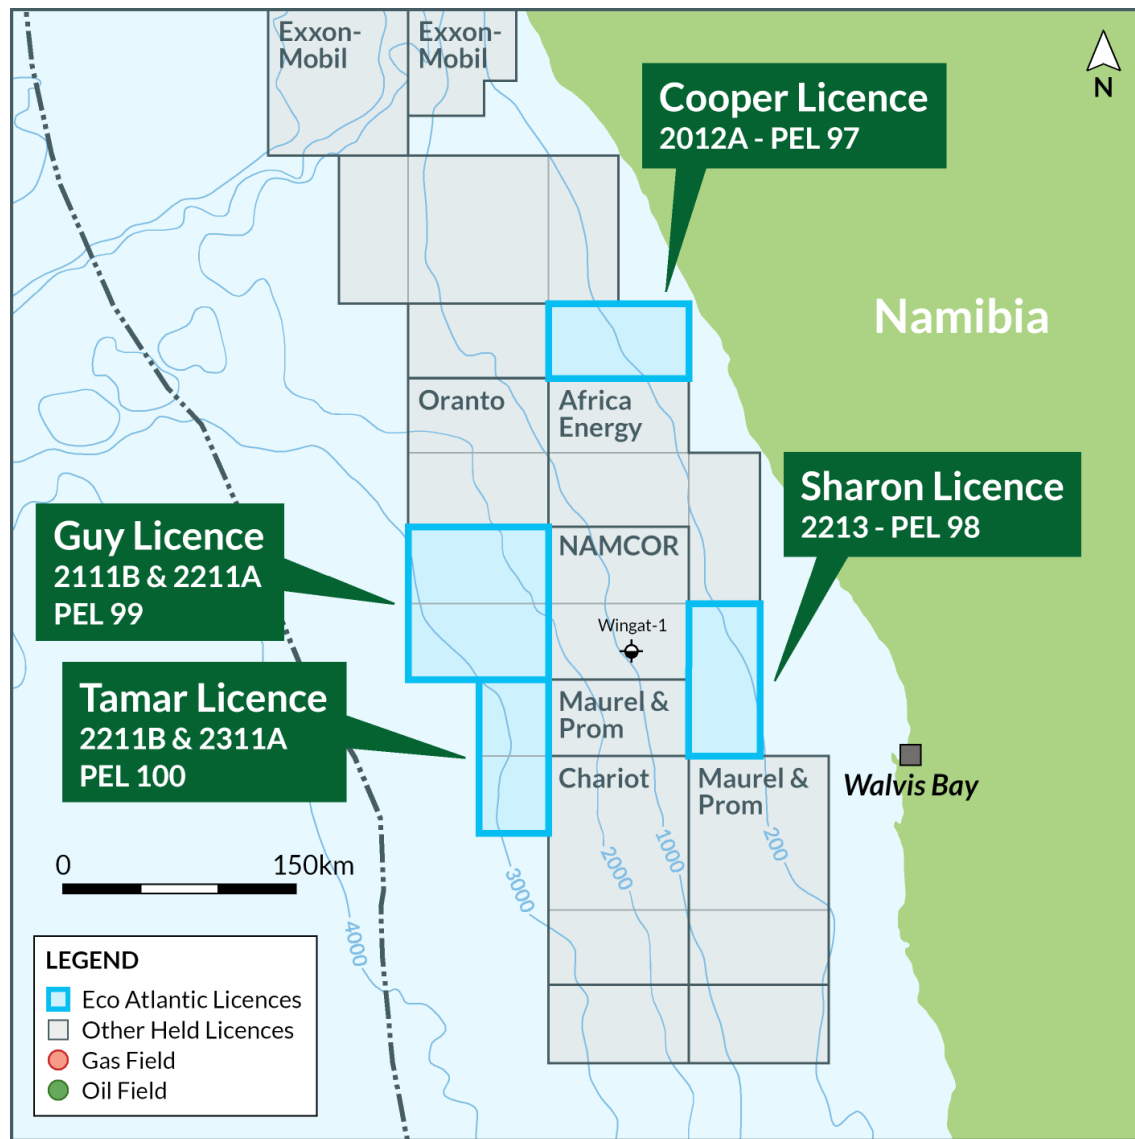 Exxon-
Mobil
Exxon-
Mobil
N
Cooper Licence
2012A - PEL 97
Namibia
Oranto
Africa
Energy
Sharon Licence
2213 - PEL 98
Guy Licence
2111B & 2211A
PEL 99
NAMCOR
Wingat-1
Tamar Licence
2211B & 2311A
PEL 100
Maurel &
Prom
Chariot
Maurel &
Prom
Walvis Bay
0 150km
200
1000
2000
3000
4000
LEGEND
Eco Atlantic Licences
Other Held Licences
Gas Field
Oil Field